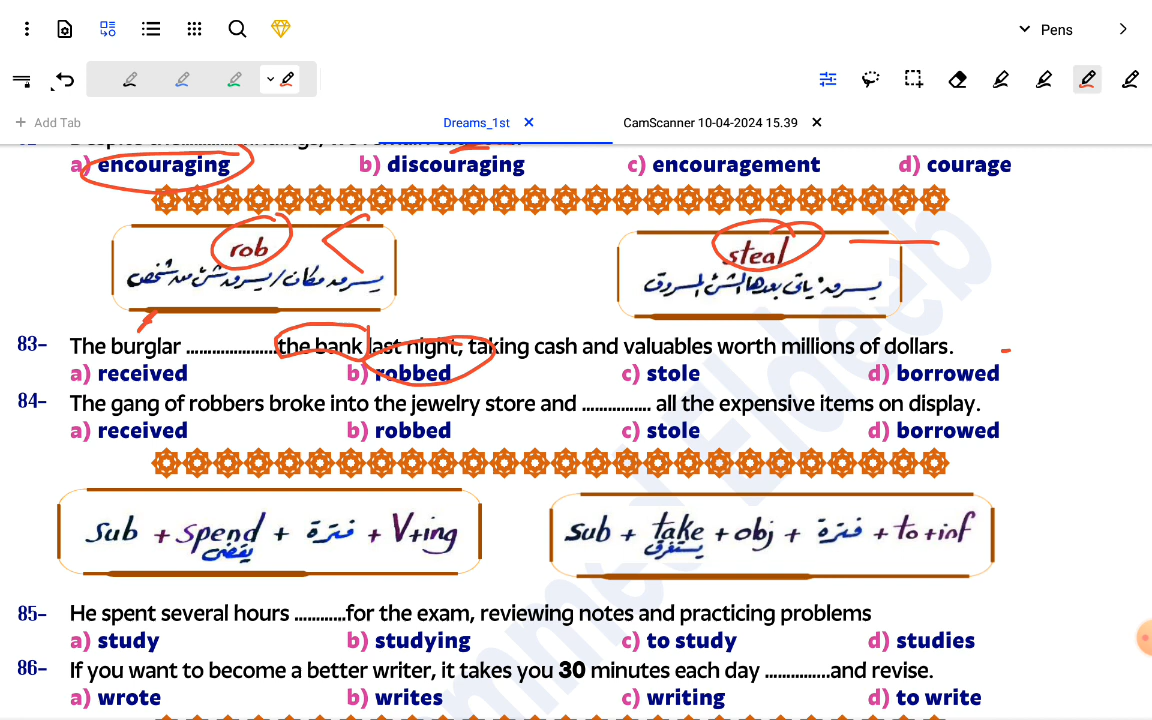 Pens
Add Tab
Dreams_1st
CamScanner 10-04-2024 15.39
a) encouraging b) discouraging c) encouragement d) courage
rob steal
يسرق مكان/يسرق شئ من شخص يسرق: ياتى بعدها الشئ المسروق
83– The burglar ..................... the bank last night, taking cash and valuables worth millions of dollars.
a) received b) robbed c) stole d) borrowed
84– The gang of robbers broke into the jewelry store and ................ all the expensive items on display.
a) received b) robbed c) stole d) borrowed
Sub + spend + فترة + V+ing Sub + take + obj + فترة + to+inf
يقضى يستغرق
85– He spent several hours ............for the exam, reviewing notes and practicing problems
a) study b) studying c) to study d) studies
86– If you want to become a better writer, it takes you 30 minutes each day ...............and revise.
a) wrote b) writes c) writing d) to write
Eldeeb